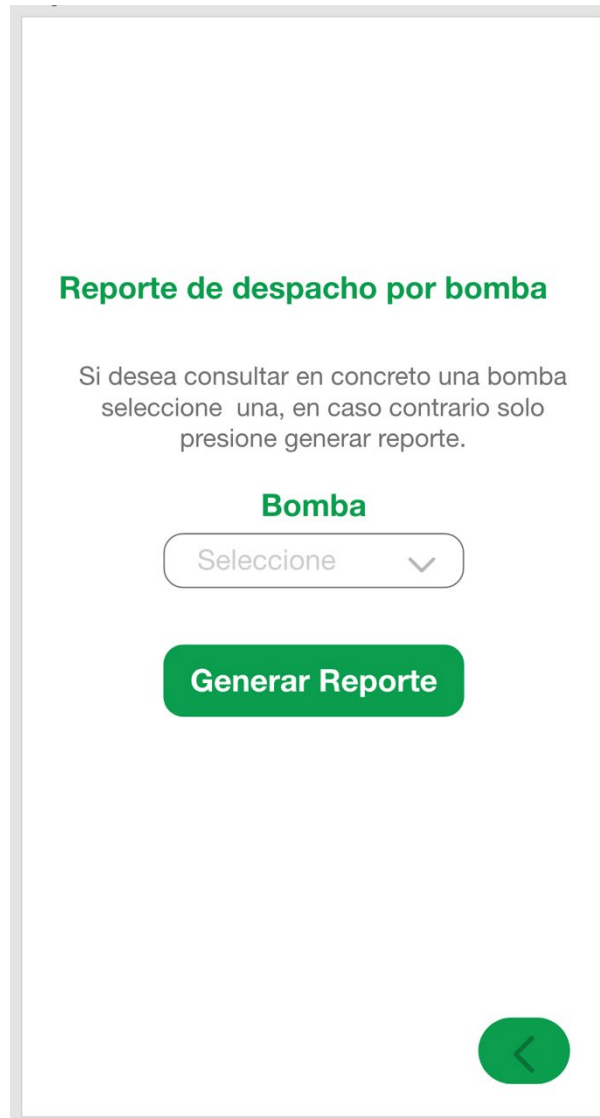 Reporte de despacho por bomba
Si desea consultar en concreto una bomba
seleccione  una, en caso contrario solo
presione generar reporte.
Bomba
Seleccione
Generar Reporte